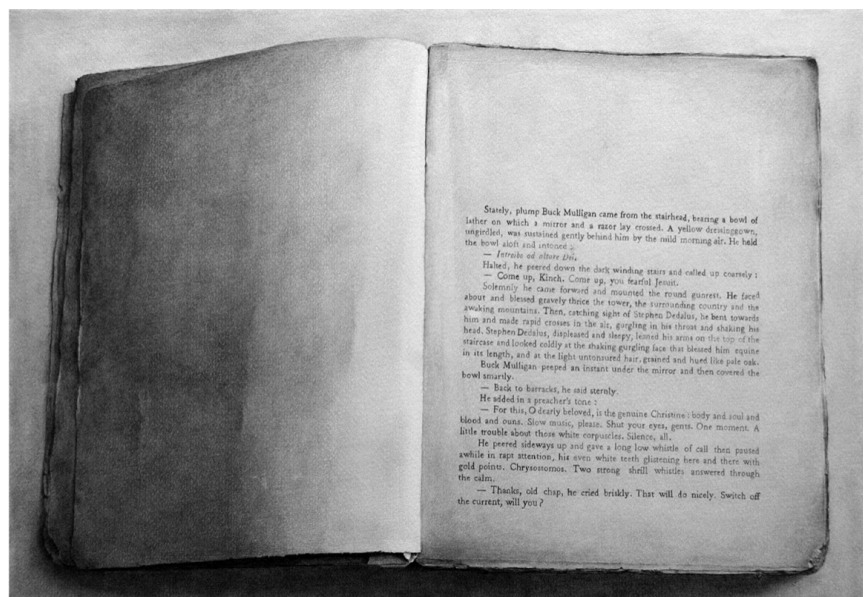 Stately, plump Buck Mulligan came from the stairhead, bearing a bowl of
lather on which a mirror and a razor lay crossed. A yellow dressinggown,
ungirdled, was sustained gently behind him by the mild morning air. He held
the bowl aloft and intoned :
— Introibo ad altare Dei.
Halted, he peered down the dark winding stairs and called up coarsely :
— Come up, Kinch. Come up, you fearful Jesuit.
Solemnly he came forward and mounted the round gunrest. He faced
about and blessed gravely thrice the tower, the surrounding country and the
awaking mountains. Then, catching sight of Stephen Dedalus, he bent towards
him and made rapid crosses in the air, gurgling in his throat and shaking his
head. Stephen Dedalus, displeased and sleepy, leaned his arms on the top of the
staircase and looked coldly at the shaking gurgling face that blessed him equine
in its length, and at the light untonsured hair, grained and hued like pale oak.
Buck Mulligan peeped an instant under the mirror and then covered the
bowl smartly.
— Back to barracks, he said sternly.
He added in a preacher's tone :
— For this, O dearly beloved, is the genuine Christine : body and soul and
blood and ouns. Slow music, please. Shut your eyes, gents. One moment. A
little trouble about those white corpuscles. Silence, all.
He peered sideways up and gave a long low whistle of call then paused
awhile in rapt attention, his even white teeth glistening here and there with
gold points. Chrysostomos. Two strong shrill whistles answered through
the calm.
— Thanks, old chap, he cried briskly. That will do nicely. Switch off
the current, will you ?